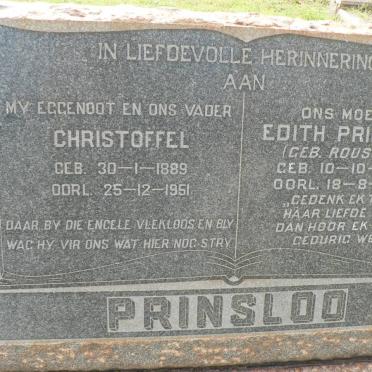 IN LIEFDEVOLLE HERINNERING
AAN
MY EGGENOOT EN ONS VADER
CHRISTOFFEL
GEB. 30-1-1889
OORL. 25-12-1961
DAAR BY DIE ENGELE VLEKLOOS EN BLY
WAG HY VIR ONS WAT HIER NOG STRY
ONS MOE
EDITH PRI
(GEB. ROUS
GEB. 10-10-
OORL. 18-8-
„GEDENK EK
HAAR LIEFDE
DAN HOOR EK
GEDURIG WE
PRINSLOO